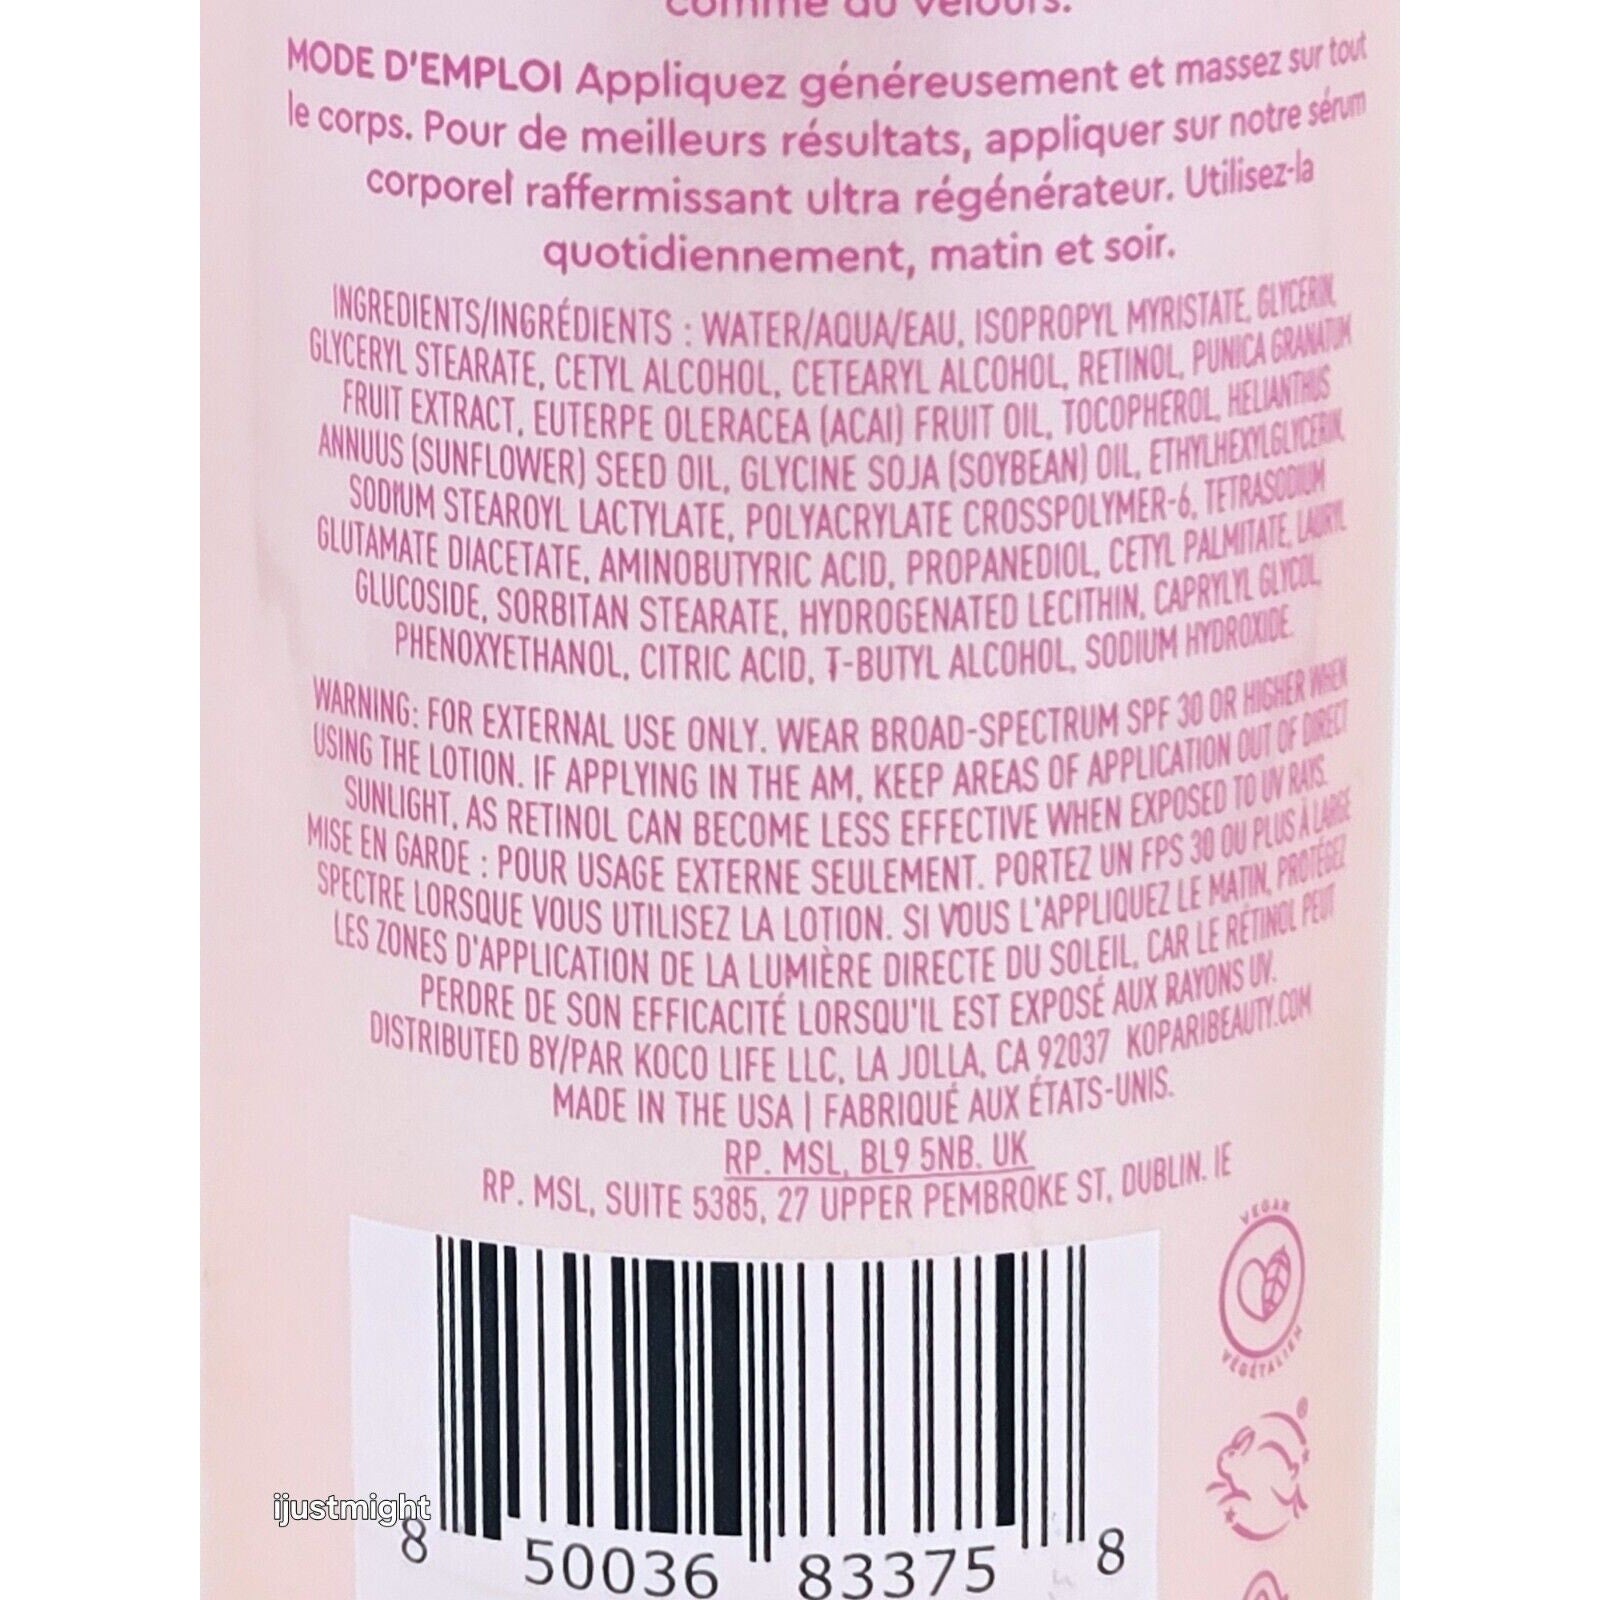 comme du velours.
MODE D'EMPLOI Appliquez généreusement et massez sur tout
le corps. Pour de meilleurs résultats, appliquer sur notre sérum
corporel raffermissant ultra régénérateur. Utilisez-la
quotidiennement, matin et soir.
INGREDIENTS/INGRÉDIENTS : WATER/AQUA/EAU, ISOPROPYL MYRISTATE, GLYCERIN,
GLYCERYL STEARATE, CETYL ALCOHOL, CETEARYL ALCOHOL, RETINOL, PUNICA GRANATUM
FRUIT EXTRACT, EUTERPE OLERACEA (ACAI) FRUIT OIL, TOCOPHEROL, HELIANTHUS
ANNUUS (SUNFLOWER) SEED OIL, GLYCINE SOJA (SOYBEAN) OIL, ETHYLHEXYLGLYCERIN,
SODIUM STEAROYL LACTYLATE, POLYACRYLATE CROSSPOLYMER-6, TETRASODIUM
GLUTAMATE DIACETATE, AMINOBUTYRIC ACID, PROPANEDIOL, CETYL PALMITATE, LAURYL
GLUCOSIDE, SORBITAN STEARATE, HYDROGENATED LECITHIN, CAPRYLYL GLYCOL,
PHENOXYETHANOL, CITRIC ACID, T-BUTYL ALCOHOL, SODIUM HYDROXIDE.
WARNING: FOR EXTERNAL USE ONLY. WEAR BROAD-SPECTRUM SPF 30 OR HIGHER WHEN
USING THE LOTION. IF APPLYING IN THE AM, KEEP AREAS OF APPLICATION OUT OF DIRECT
SUNLIGHT, AS RETINOL CAN BECOME LESS EFFECTIVE WHEN EXPOSED TO UV RAYS.
MISE EN GARDE : POUR USAGE EXTERNE SEULEMENT. PORTEZ UN FPS 30 OU PLUS À LARGE
SPECTRE LORSQUE VOUS UTILISEZ LA LOTION. SI VOUS L'APPLIQUEZ LE MATIN, PROTÉGEZ
LES ZONES D'APPLICATION DE LA LUMIÈRE DIRECTE DU SOLEIL, CAR LE RÉTINOL PEUT
PERDRE DE SON EFFICACITÉ LORSQU'IL EST EXPOSÉ AUX RAYONS UV.
DISTRIBUTED BY/PAR KOCO LIFE LLC, LA JOLLA, CA 92037 KOPARIBEAUTY.COM
MADE IN THE USA | FABRIQUÉ AUX ÉTATS-UNIS.
RP. MSL, BL9 5NB. UK
RP. MSL, SUITE 5385, 27 UPPER PEMBROKE ST, DUBLIN. IE
VEGAN
VÉGÉTALIEN
ijustmight
8 50036 83375 8